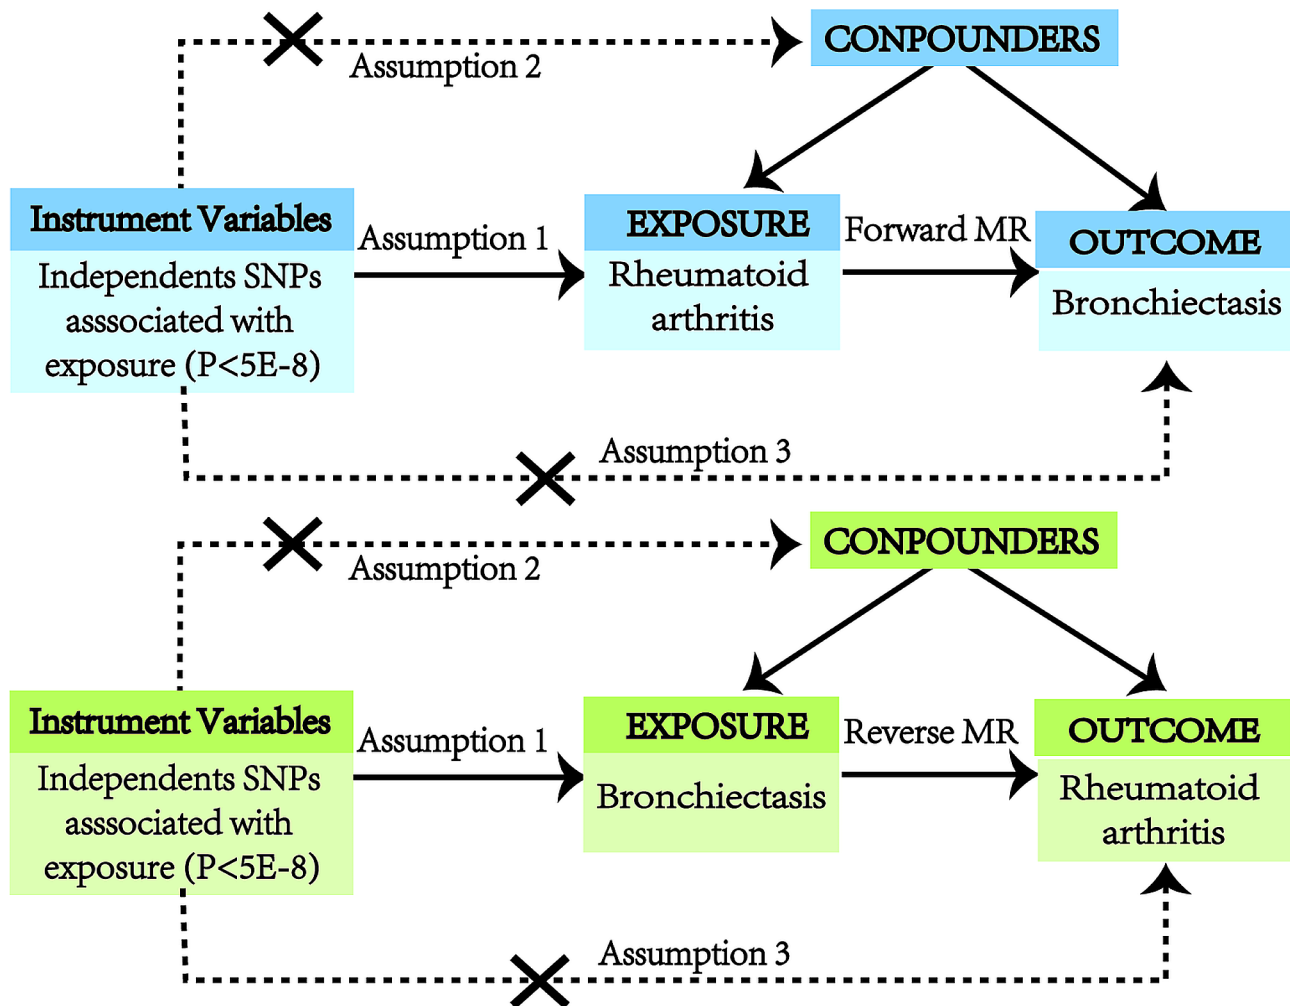 CONPOUNDERS
Assumption 2
Instrument Variables
Independents SNPs
asssociated with
exposure (P<5E-8)
Assumption 1
EXPOSURE
Rheumatoid
arthritis
Forward MR
OUTCOME
Bronchiectasis
Assumption 3
CONPOUNDERS
Assumption 2
Instrument Variables
Independents SNPs
asssociated with
exposure (P<5E-8)
Assumption 1
EXPOSURE
Bronchiectasis
Reverse MR
OUTCOME
Rheumatoid
arthritis
Assumption 3